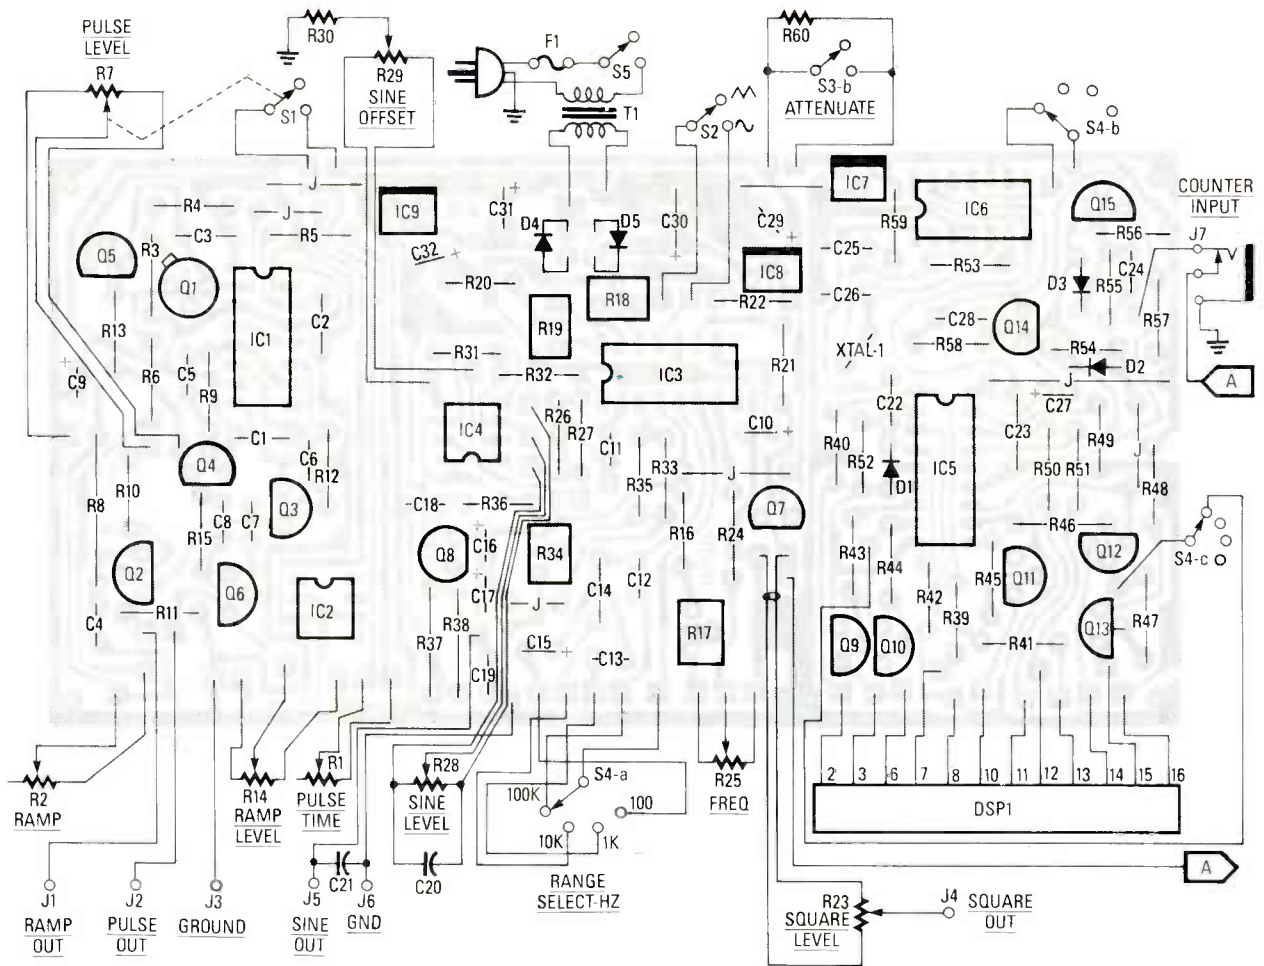 PULSE
LEVEL
R7
S1
R30
R29
SINE
OFFSET
F1
S5
T1
S2
R60
S3-b
ATTENUATE
S4-b
COUNTER
INPUT
J7
J
R4
J
C3
R5
Q5
R3
Q1
IC1
C2
R13
R6
C5
R9
C9
IC9
C31
C32
D4
D5
C30
C29
IC7
R59
IC6
Q15
R56
C25
IC8
R53
D3
R55
C24
R20
R18
R22
C26
R19
C28
Q14
R57
R31
R58
R54
R32
IC3
R21
XTAL-1
D2
J
A
C1
Q4
C6
R12
IC4
R26
R27
C11
C10
C22
C27
R8
R10
R40
R52
D1
IC5
C23
R50
R51
R49
J
R48
R35
R33
J
C8
C7
Q3
R15
C18
R36
C16
R16
R24
Q7
R46
Q2
Q6
IC2
Q8
R34
C17
C14
C12
R43
R44
R45
Q11
Q12
S4-c
R11
C4
R37
R38
J
C15
C13
C19
R17
Q9
Q10
R42
R39
R41
Q13
R47
R2
RAMP
R14
RAMP
LEVEL
R1
PULSE
TIME
R28
SINE
LEVEL
100K
S4-a
100
10K
1K
RANGE
SELECT-HZ
R25
FREQ
2 3 6 7 8 10 11 12 13 14 15 16
DSP1
A
C21
C20
J1
RAMP
OUT
J2
PULSE
OUT
J3
GROUND
J5
SINE
OUT
J6
GND
R23
SQUARE
LEVEL
J4
SQUARE
OUT